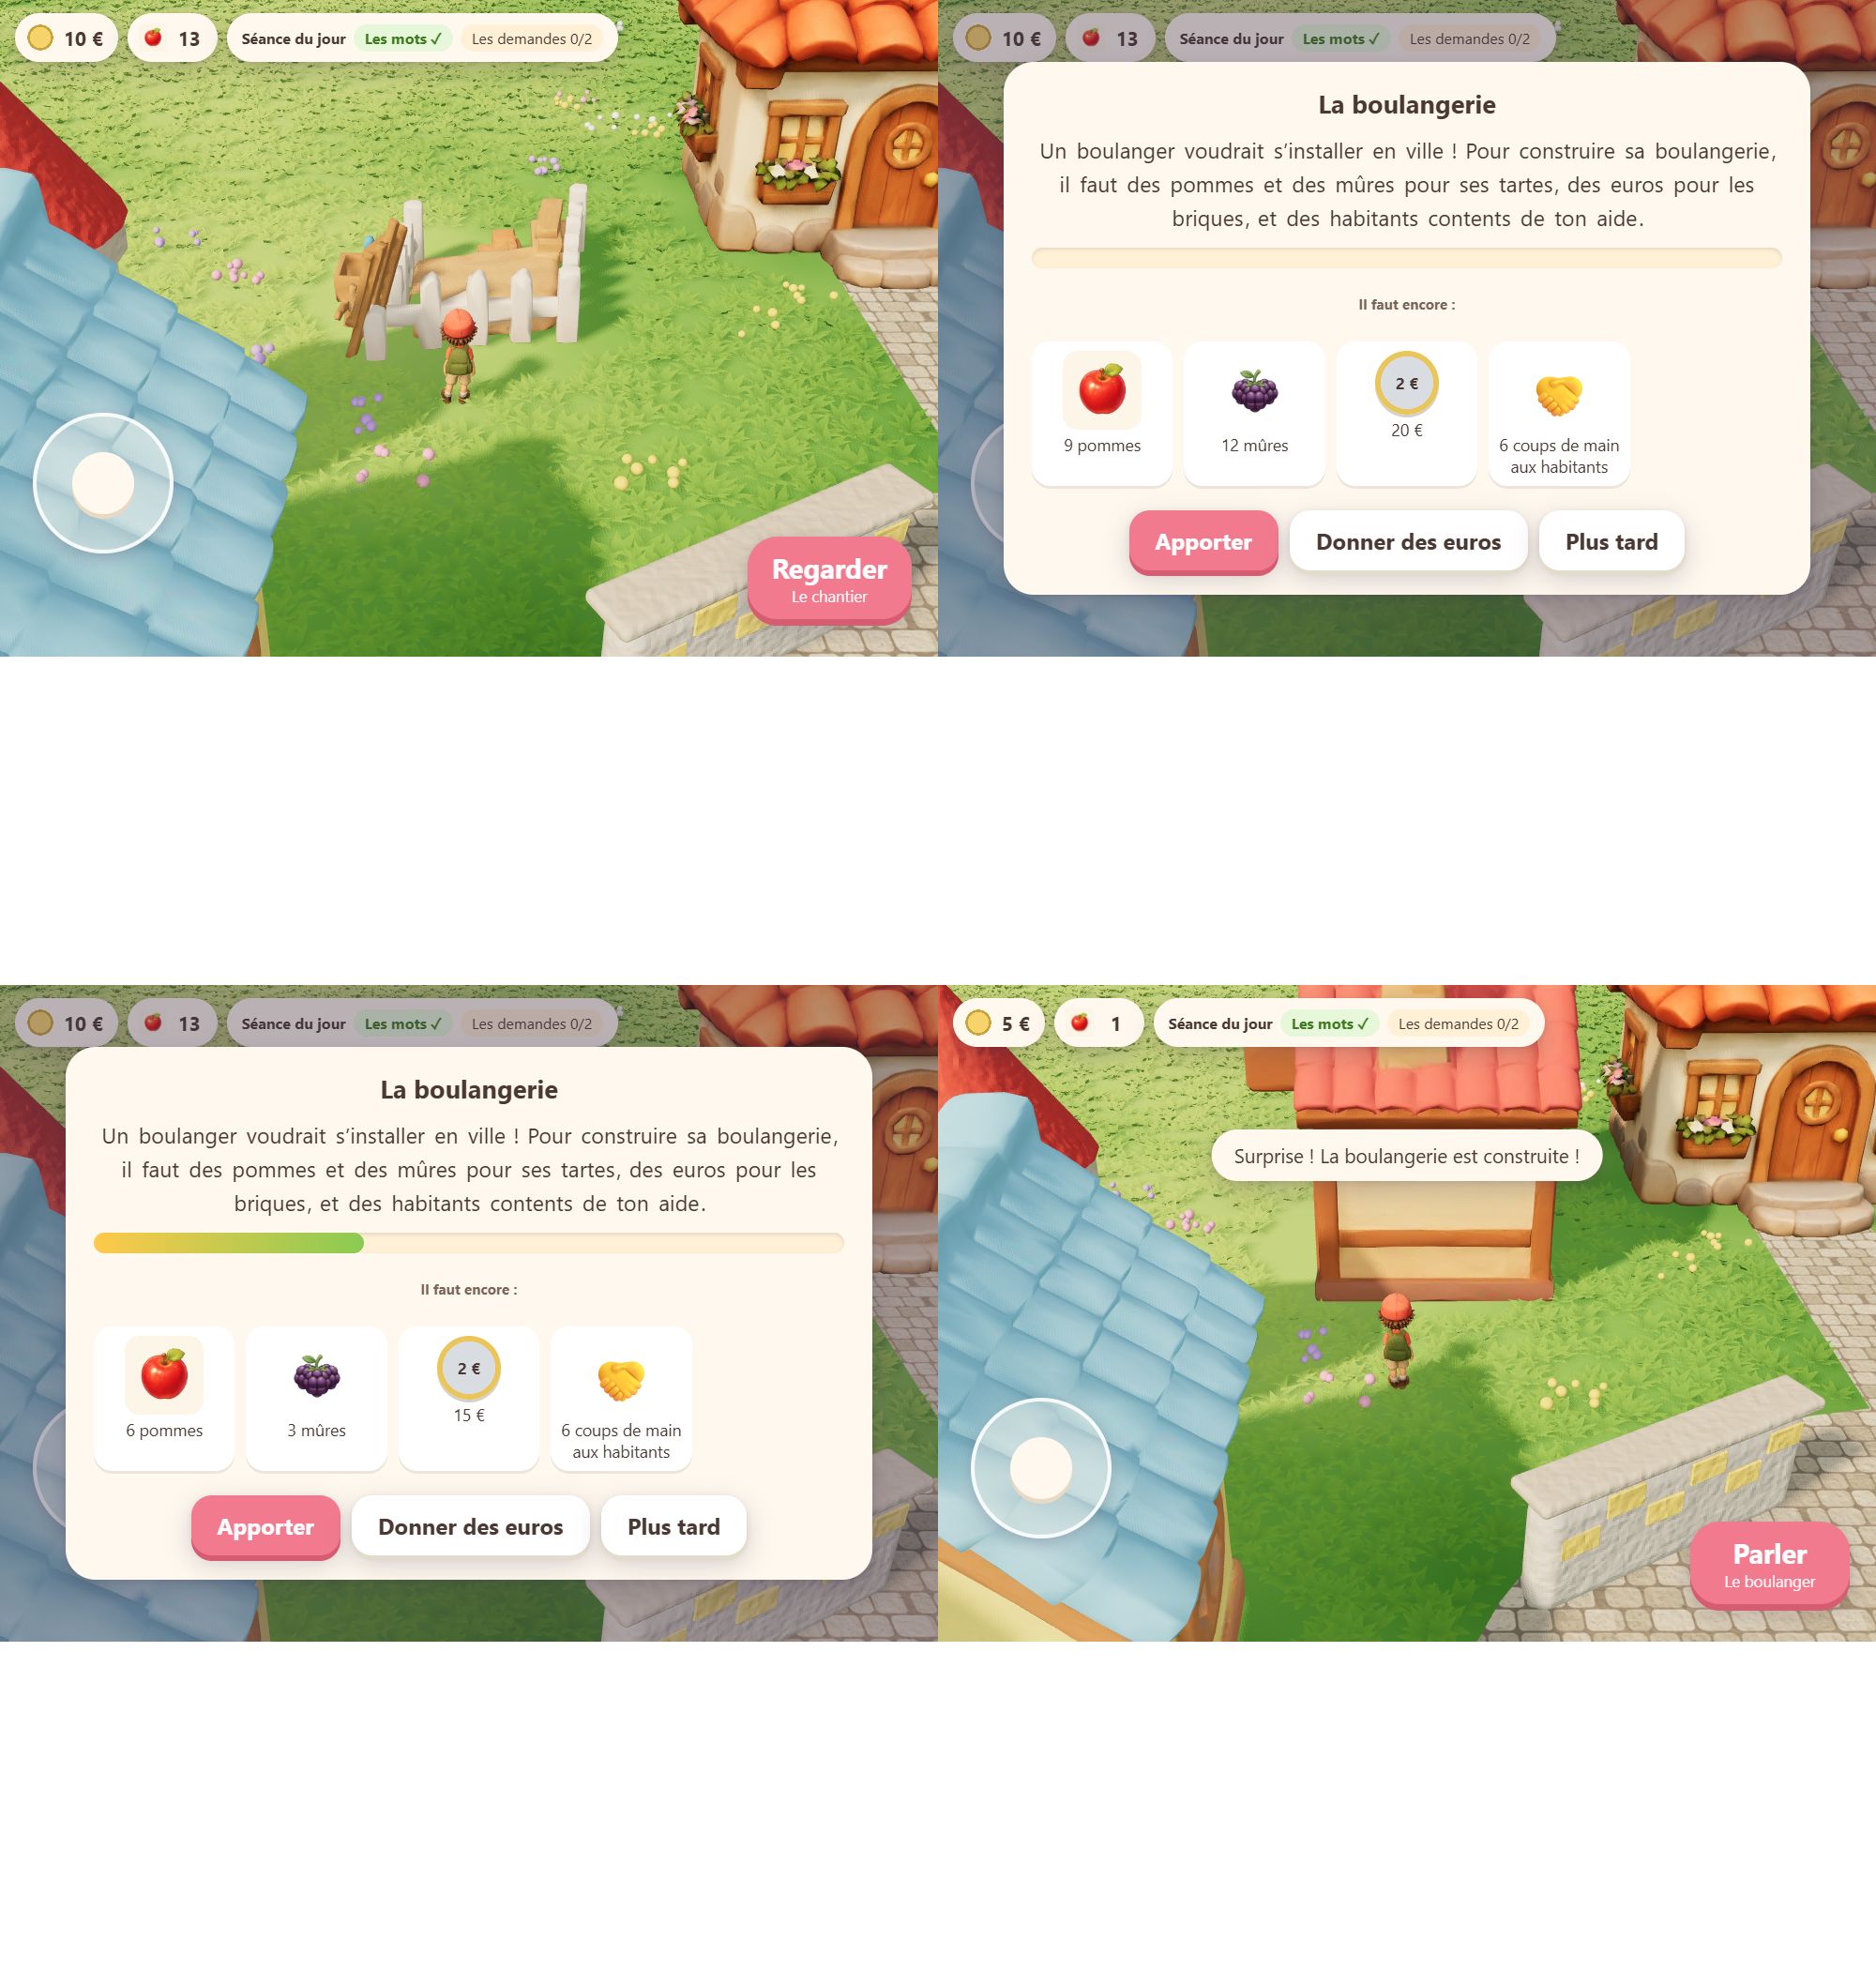 10 €
13
Séance du jour Les mots ✓ Les demandes 0/2
Regarder
Le chantier
10 €
13
Séance du jour Les mots ✓ Les demandes 0/2
La boulangerie
Un boulanger voudrait s'installer en ville ! Pour construire sa boulangerie,
il faut des pommes et des mûres pour ses tartes, des euros pour les
briques, et des habitants contents de ton aide.
Il faut encore :
2 €
9 pommes
12 mûres
20 €
6 coups de main
aux habitants
Apporter
Donner des euros
Plus tard
10 €
13
Séance du jour Les mots ✓ Les demandes 0/2
La boulangerie
Un boulanger voudrait s'installer en ville ! Pour construire sa boulangerie,
il faut des pommes et des mûres pour ses tartes, des euros pour les
briques, et des habitants contents de ton aide.
Il faut encore :
2 €
6 pommes
3 mûres
15 €
6 coups de main
aux habitants
Apporter
Donner des euros
Plus tard
5 €
1
Séance du jour Les mots ✓ Les demandes 0/2
Surprise ! La boulangerie est construite !
Parler
Le boulanger